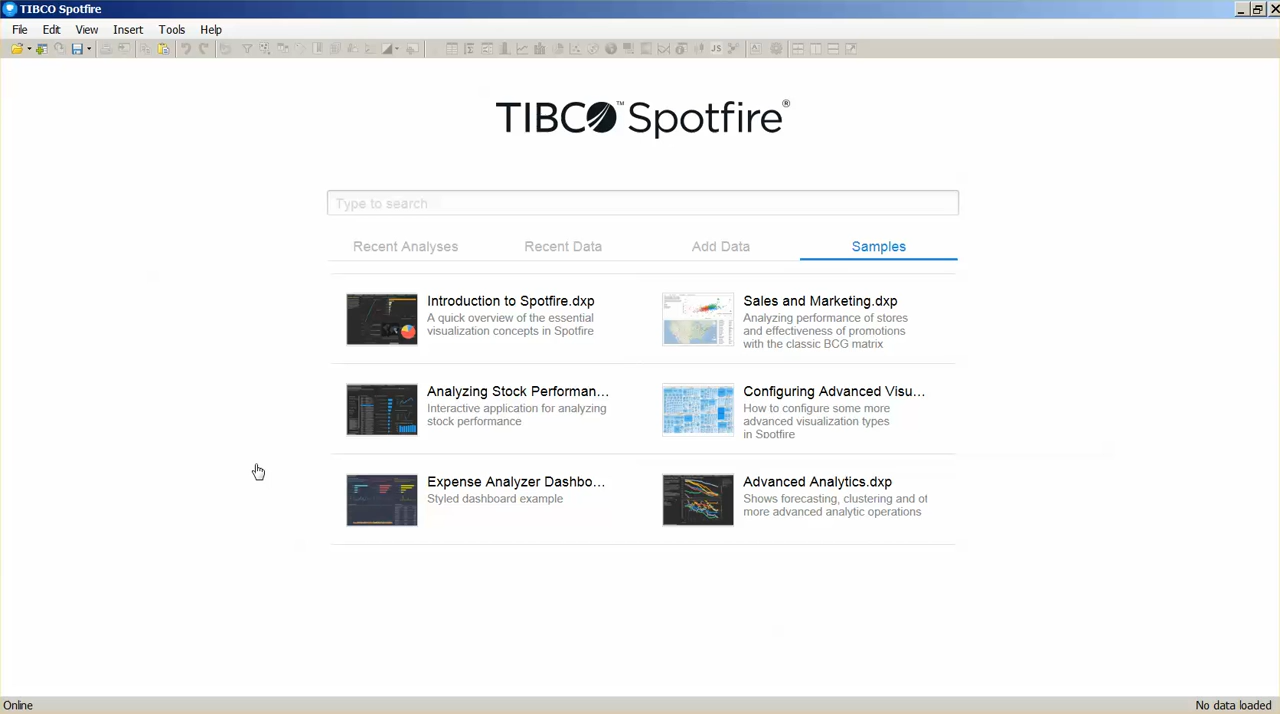 TIBCO Spotfire
File Edit View Insert Tools Help
JS
TIBCO™ Spotfire®
Type to search
Recent Analyses Recent Data Add Data Samples
Introduction to Spotfire.dxp
A quick overview of the essential
visualization concepts in Spotfire
Sales and Marketing.dxp
Analyzing performance of stores
and effectiveness of promotions
with the classic BCG matrix
Analyzing Stock Performan...
Interactive application for analyzing
stock performance
Configuring Advanced Visu...
How to configure some more
advanced visualization types
in Spotfire
Expense Analyzer Dashbo...
Styled dashboard example
Advanced Analytics.dxp
Shows forecasting, clustering and ot
more advanced analytic operations
Online
No data loaded